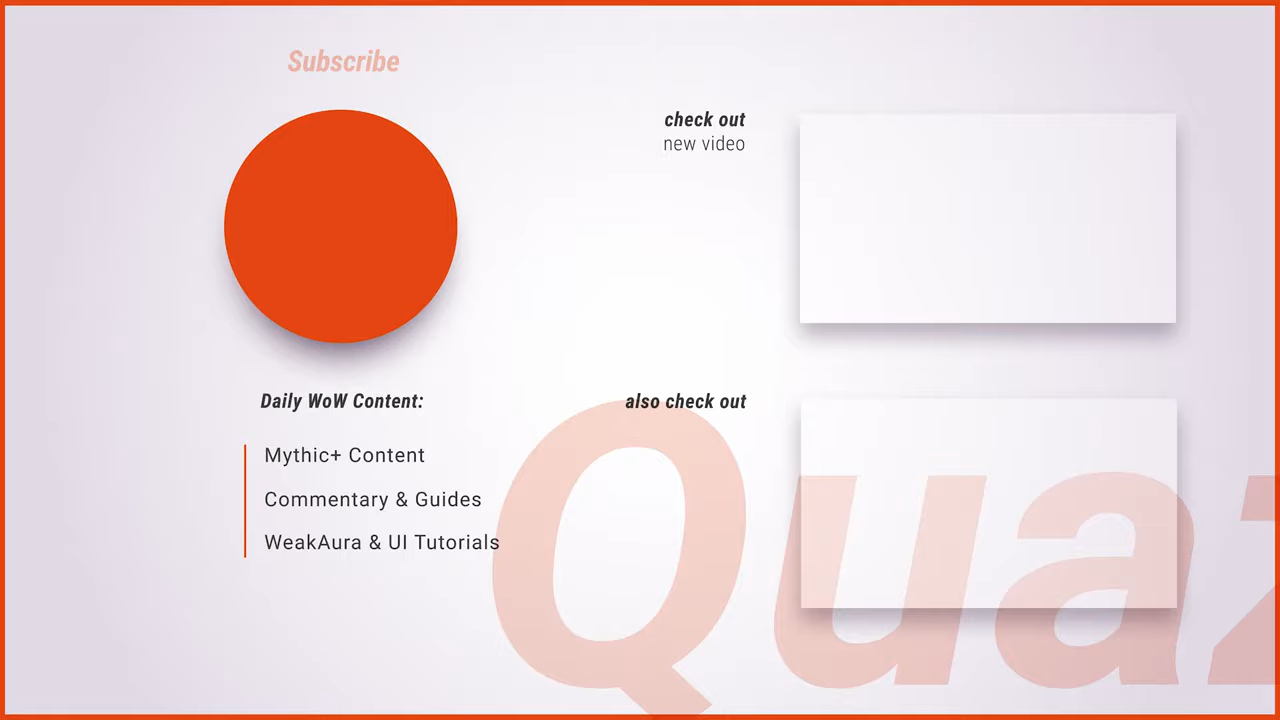 Subscribe
check out
new video
Daily WoW Content:
also check out
Mythic+ Content
Commentary & Guides
WeakAura & UI Tutorials
Quaz